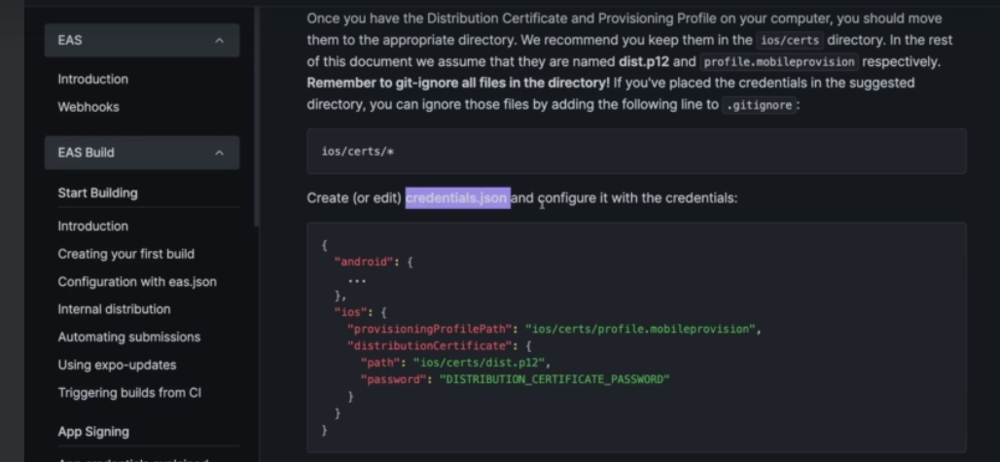 EAS
Introduction
Webhooks
EAS Build
Start Building
Introduction
Creating your first build
Configuration with eas.json
Internal distribution
Automating submissions
Using expo-updates
Triggering builds from CI
App Signing
App credentials explained
Once you have the Distribution Certificate and Provisioning Profile on your computer, you should move
them to the appropriate directory. We recommend you keep them in the ios/certs directory. In the rest
of this document we assume that they are named dist.p12 and profile.mobileprovision respectively.
Remember to git-ignore all files in the directory! If you've placed the credentials in the suggested
directory, you can ignore those files by adding the following line to .gitignore:
ios/certs/*
Create (or edit) credentials.json and configure it with the credentials:
{
"android": {
...
},
"ios": {
"provisioningProfilePath": "ios/certs/profile.mobileprovision",
"distributionCertificate": {
"path": "ios/certs/dist.p12",
"password": "DISTRIBUTION_CERTIFICATE_PASSWORD"
}
}
}